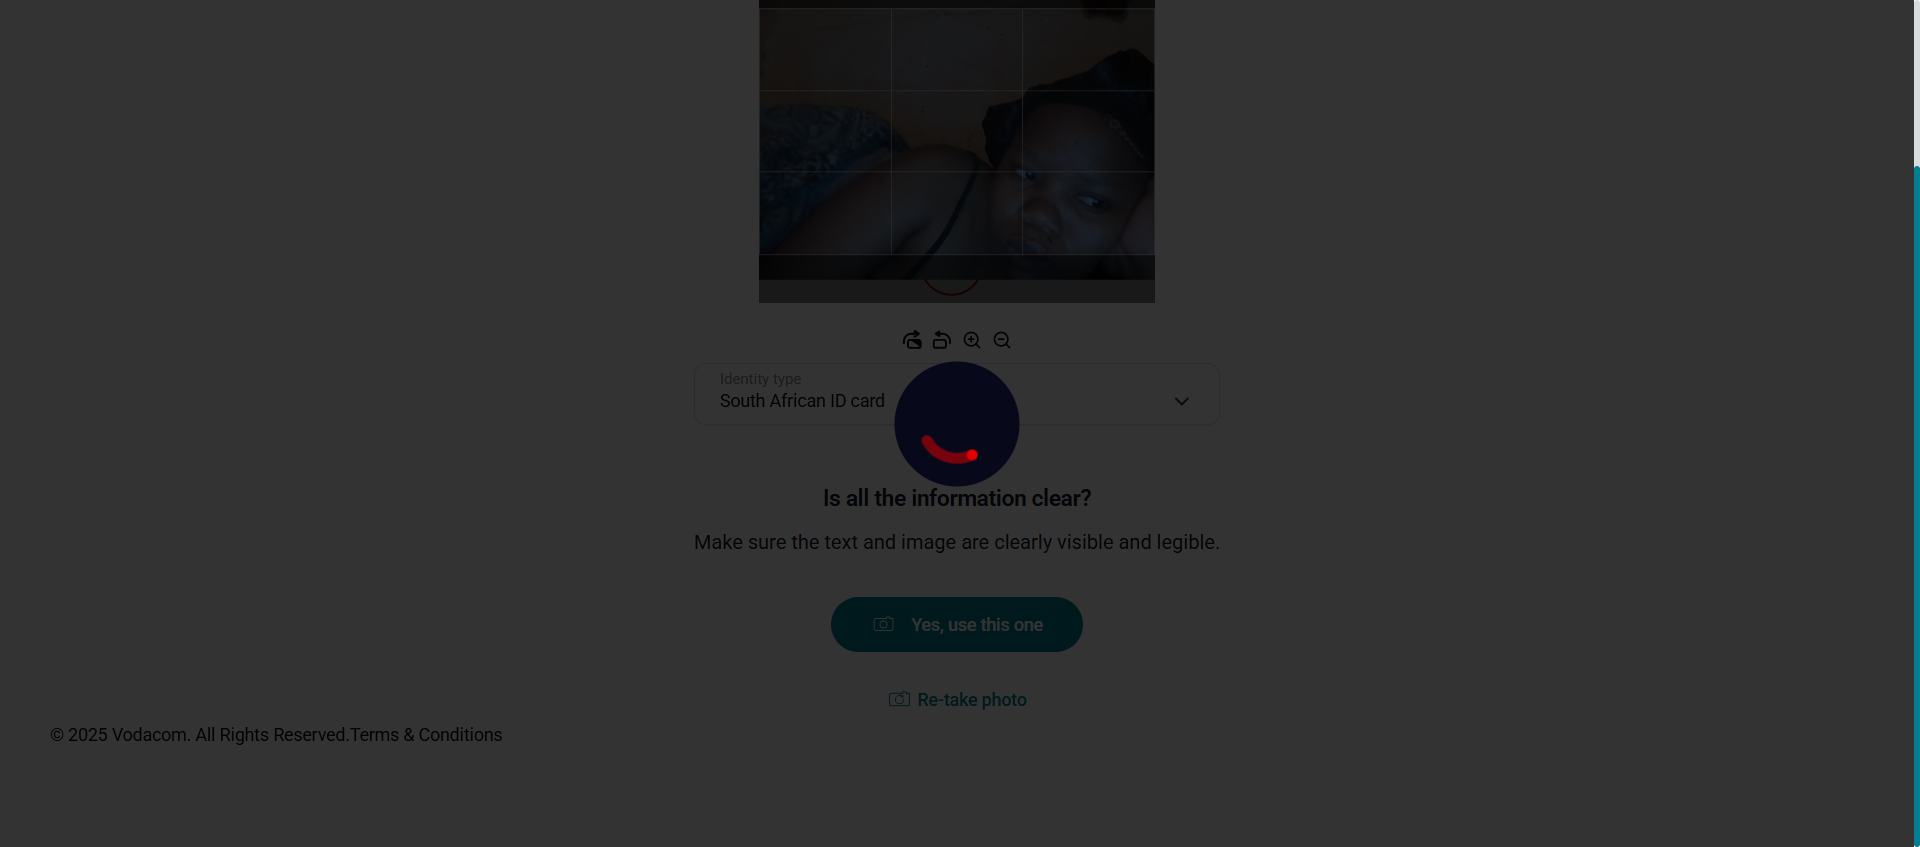 Identity type
South African ID card
Is all the information clear?
Make sure the text and image are clearly visible and legible.
Yes, use this one
Re-take photo
© 2025 Vodacom. All Rights Reserved.Terms & Conditions